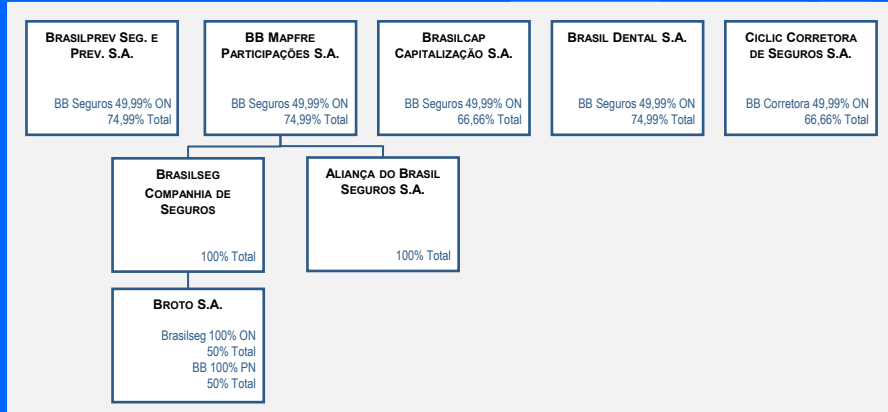 BRASILPREV SEG. E
PREV. S.A.
BB Seguros 49,99% ON
74,99% Total
BB MAPFRE
PARTICIPAÇÕES S.A.
BB Seguros 49,99% ON
74,99% Total
BRASILCAP
CAPITALIZAÇÃO S.A.
BB Seguros 49,99% ON
66,66% Total
BRASIL DENTAL S.A.
BB Seguros 49,99% ON
74,99% Total
CICLIC CORRETORA
DE SEGUROS S.A.
BB Corretora 49,99% ON
66,66% Total
BRASILSEG
COMPANHIA DE
SEGUROS
100% Total
ALIANÇA DO BRASIL
SEGUROS S.A.
100% Total
BROTO S.A.
Brasilseg 100% ON
50% Total
BB 100% PN
50% Total